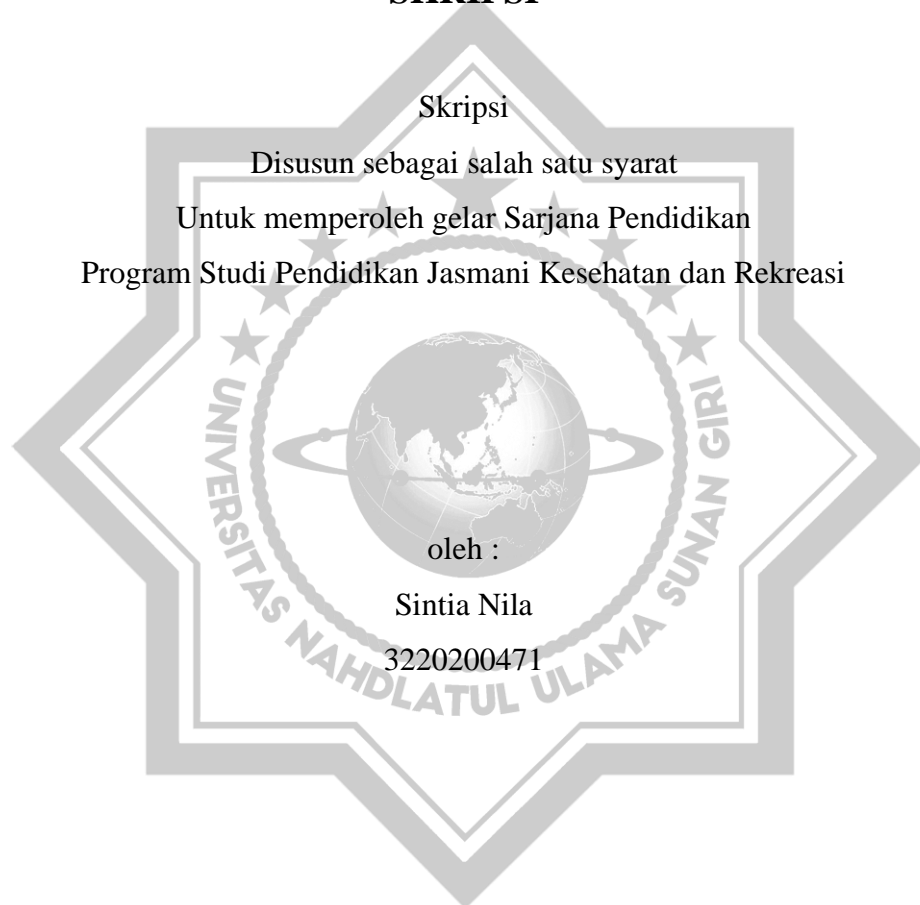 SKRIPSI
Skripsi
Disusun sebagai salah satu syarat
Untuk memperoleh gelar Sarjana Pendidikan
Program Studi Pendidikan Jasmani Kesehatan dan Rekreasi
oleh :
Sintia Nila
3220200471
UNIVERSITAS NAHDLATUL ULAMA SUNAN GIRI